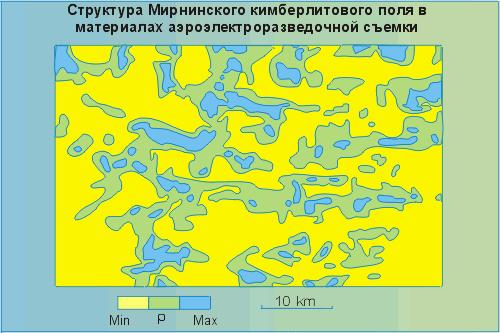 Структура Мирнинского кимберлитового поля в
материалах аэроэлектроразведочной съемки
10 km
Min ρ Max